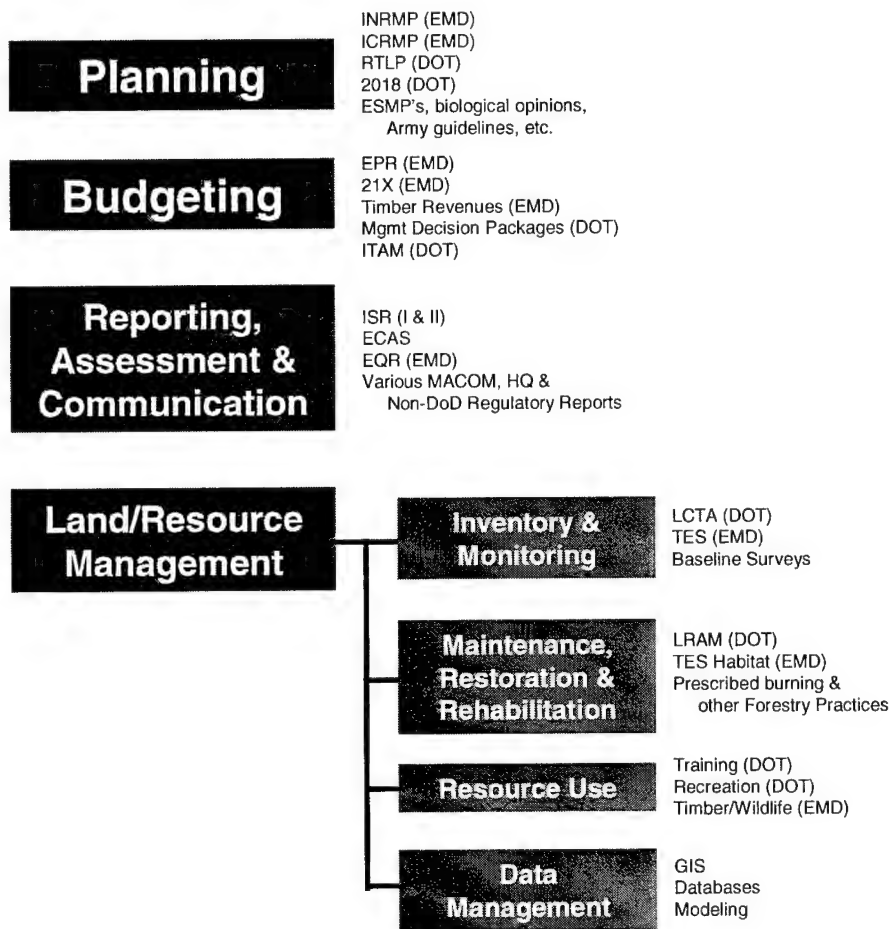 Planning
INRMP (EMD)
ICRMP (EMD)
RTLP (DOT)
2018 (DOT)
ESMP's, biological opinions,
Army guidelines, etc.
Budgeting
EPR (EMD)
21X (EMD)
Timber Revenues (EMD)
Mgmt Decision Packages (DOT)
ITAM (DOT)
Reporting,
Assessment &
Communication
ISR (I & II)
ECAS
EQR (EMD)
Various MACOM, HQ &
Non-DoD Regulatory Reports
Land/Resource
Management
Inventory &
Monitoring
LCTA (DOT)
TES (EMD)
Baseline Surveys
Maintenance,
Restoration &
Rehabilitation
LRAM (DOT)
TES Habitat (EMD)
Prescribed burning &
other Forestry Practices
Resource Use
Training (DOT)
Recreation (DOT)
Timber/Wildlife (EMD)
Data
Management
GIS
Databases
Modeling